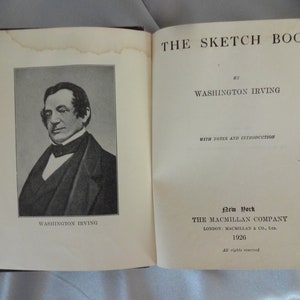 WASHINGTON IRVING
THE SKETCH BOO
BY
WASHINGTON IRVING
WITH NOTES AND INTRODUCTION
New York
THE MACMILLAN COMPANY
LONDON: MACMILLAN & CO., LTD.
1926
All rights reserved